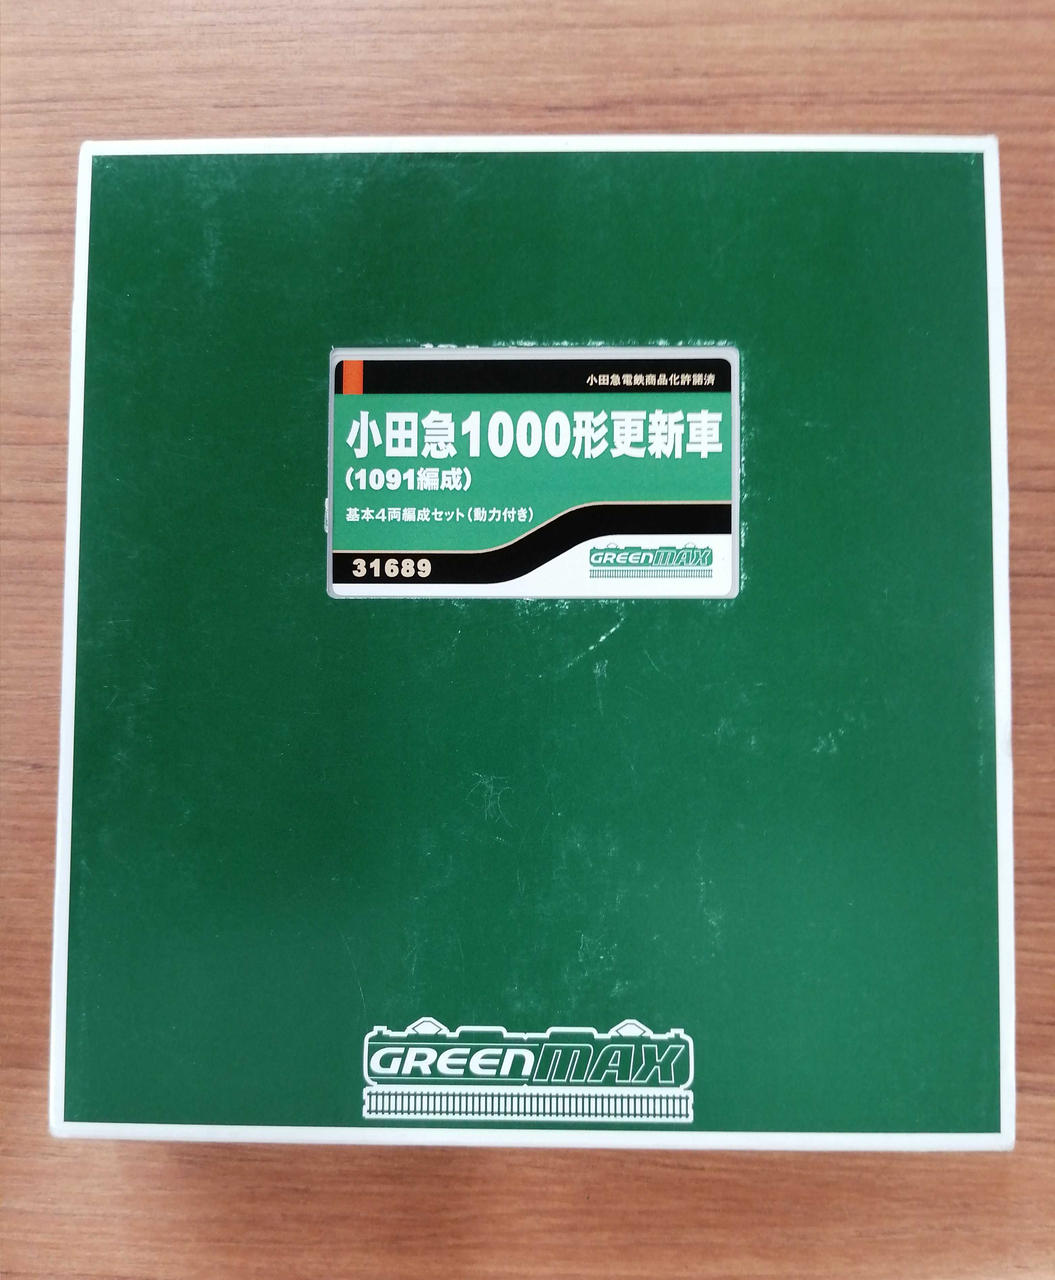 小田急電鉄商品化許諾済
小田急1000形更新車
(1091編成)
基本4両編成セット(動力付き)
31689
GREENMAX
GREENMAX